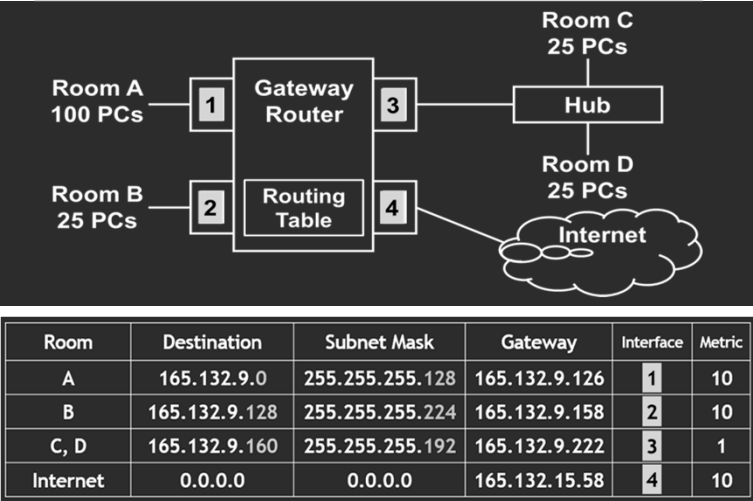 Room C
25 PCs
Room A
100 PCs
1
Gateway
Router
3
Hub
Room B
25 PCs
2
Routing
Table
4
Room D
25 PCs
Internet
Room Destination Subnet Mask Gateway Interface Metric
A 165.132.9.0 255.255.255.128 165.132.9.126 1 10
B 165.132.9.128 255.255.255.224 165.132.9.158 2 10
C, D 165.132.9.160 255.255.255.192 165.132.9.222 3 1
Internet 0.0.0.0 0.0.0.0 165.132.15.58 4 10